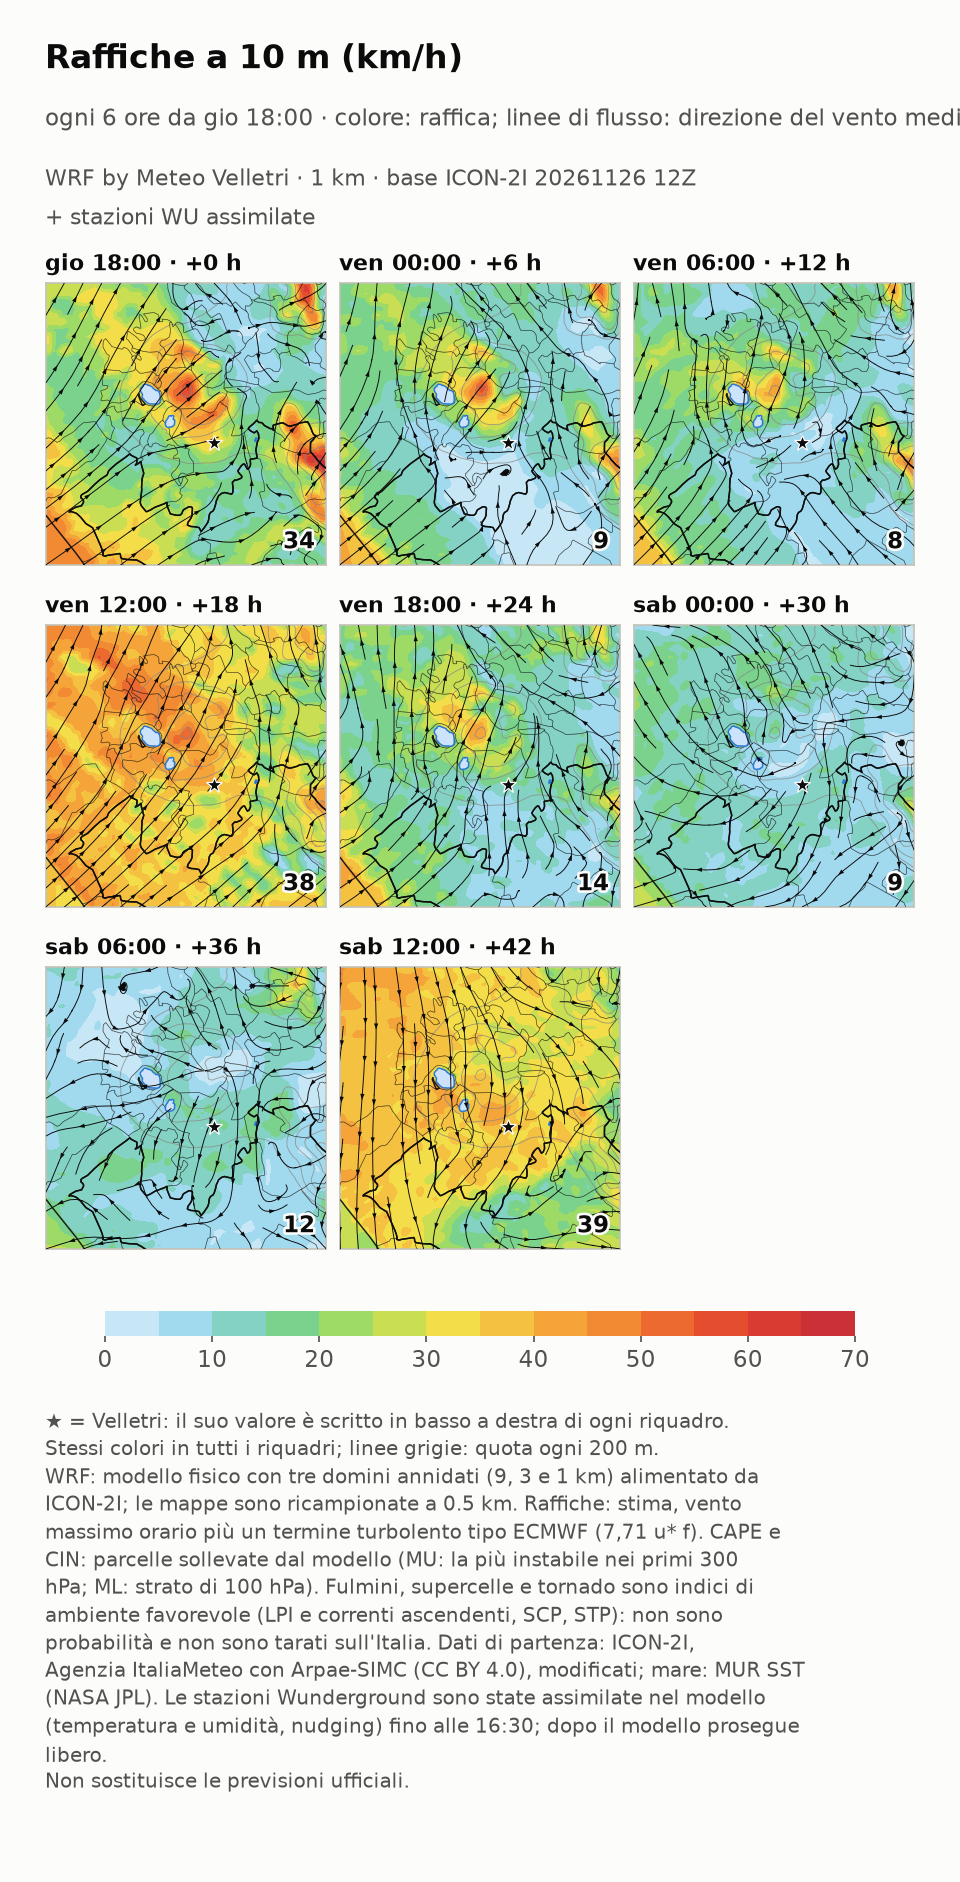 Raffiche a 10 m (km/h)
ogni 6 ore da gio 18:00 · colore: raffica; linee di flusso: direzione del vento medi
WRF by Meteo Velletri · 1 km · base ICON-2I 20261126 12Z
+ stazioni WU assimilate
gio 18:00 · +0 h
ven 00:00 · +6 h
ven 06:00 · +12 h
34
9
8
ven 12:00 · +18 h
ven 18:00 · +24 h
sab 00:00 · +30 h
38
14
9
sab 06:00 · +36 h
sab 12:00 · +42 h
12
39
0 10 20 30 40 50 60 70
★ = Velletri: il suo valore è scritto in basso a destra di ogni riquadro.
Stessi colori in tutti i riquadri; linee grigie: quota ogni 200 m.
WRF: modello fisico con tre domini annidati (9, 3 e 1 km) alimentato da
ICON-2I; le mappe sono ricampionate a 0.5 km. Raffiche: stima, vento
massimo orario più un termine turbolento tipo ECMWF (7,71 u* f). CAPE e
CIN: parcelle sollevate dal modello (MU: la più instabile nei primi 300
hPa; ML: strato di 100 hPa). Fulmini, supercelle e tornado sono indici di
ambiente favorevole (LPI e correnti ascendenti, SCP, STP): non sono
probabilità e non sono tarati sull'Italia. Dati di partenza: ICON-2I,
Agenzia ItaliaMeteo con Arpae-SIMC (CC BY 4.0), modificati; mare: MUR SST
(NASA JPL). Le stazioni Wunderground sono state assimilate nel modello
(temperatura e umidità, nudging) fino alle 16:30; dopo il modello prosegue
libero.
Non sostituisce le previsioni ufficiali.